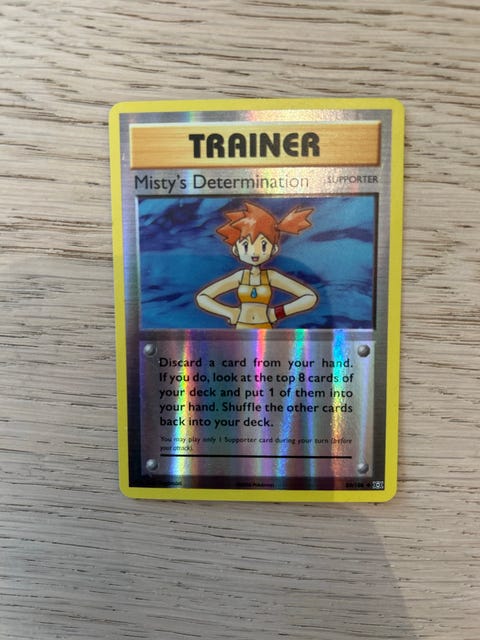 TRAINER
Misty's Determination SUPPORTER
Discard a card from your hand.
If you do, look at the top 8 cards of
your deck and put 1 of them into
your hand. Shuffle the other cards
back into your deck.
You may play only 1 Supporter card during your turn (before
your attack).
Pokémon